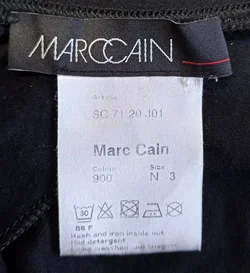 MARCCAIN
Article
SC 71.20 J01
Marc Cain
Colour Size
900 N 3
30
86 F
Wash and iron inside out
Mild detergent